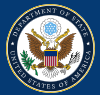 DEPARTMENT OF STATE
UNITED STATES OF AMERICA